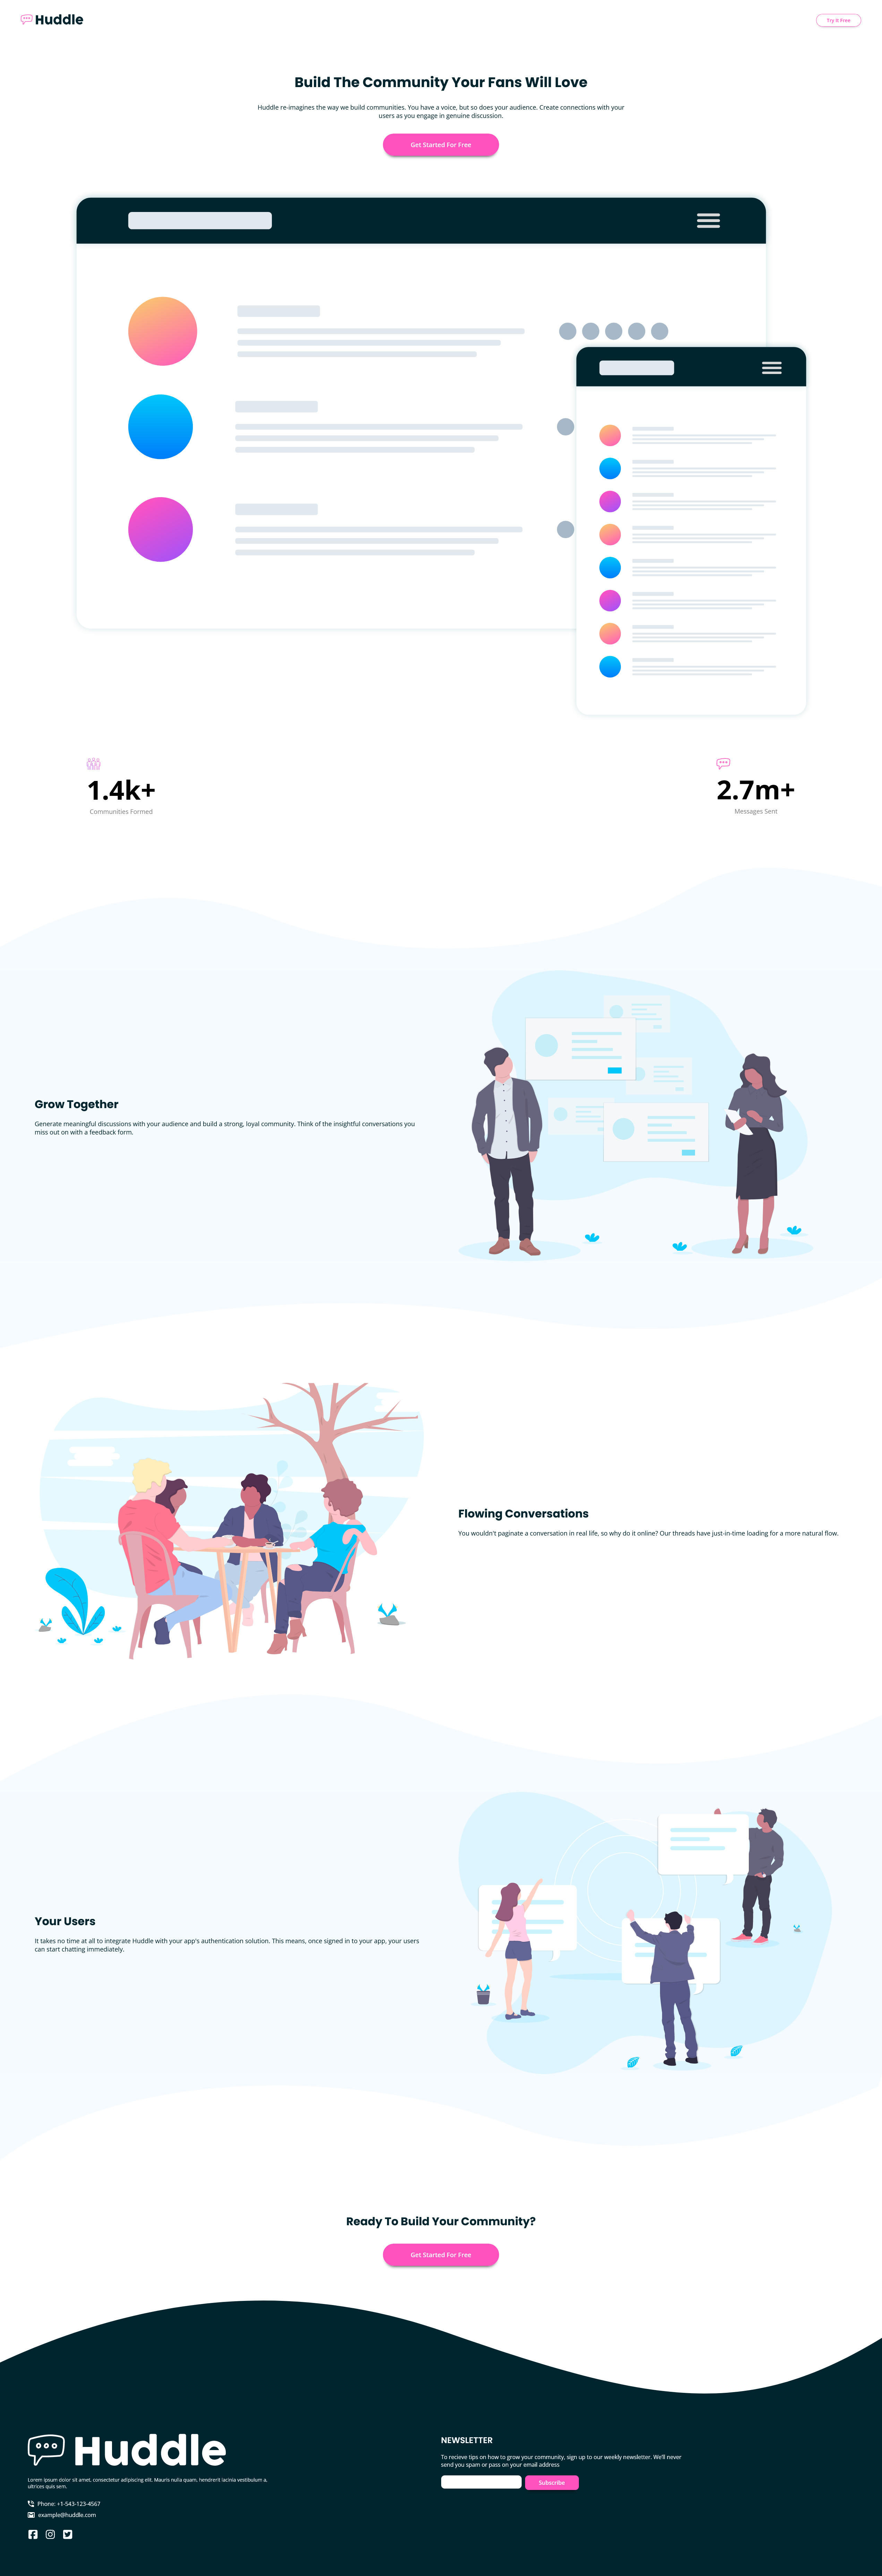 Huddle
Try It Free
Build The Community Your Fans Will Love
Huddle re-imagines the way we build communities. You have a voice, but so does your audience. Create connections with your
users as you engage in genuine discussion.
Get Started For Free
1.4k+
Communities Formed
2.7m+
Messages Sent
Grow Together
Generate meaningful discussions with your audience and build a strong, loyal community. Think of the insightful conversations you
miss out on with a feedback form.
Flowing Conversations
You wouldn't paginate a conversation in real life, so why do it online? Our threads have just-in-time loading for a more natural flow.
Your Users
It takes no time at all to integrate Huddle with your app's authentication solution. This means, once signed in to your app, your users
can start chatting immediately.
Ready To Build Your Community?
Get Started For Free
Huddle
Lorem ipsum dolor sit amet, consectetur adipiscing elit. Mauris nulla quam, hendrerit lacinia vestibulum a,
ultrices quis sem.
Phone: +1-543-123-4567
example@huddle.com
NEWSLETTER
To recieve tips on how to grow your community, sign up to our weekly newsletter. We'll never
send you spam or pass on your email address
Subscribe